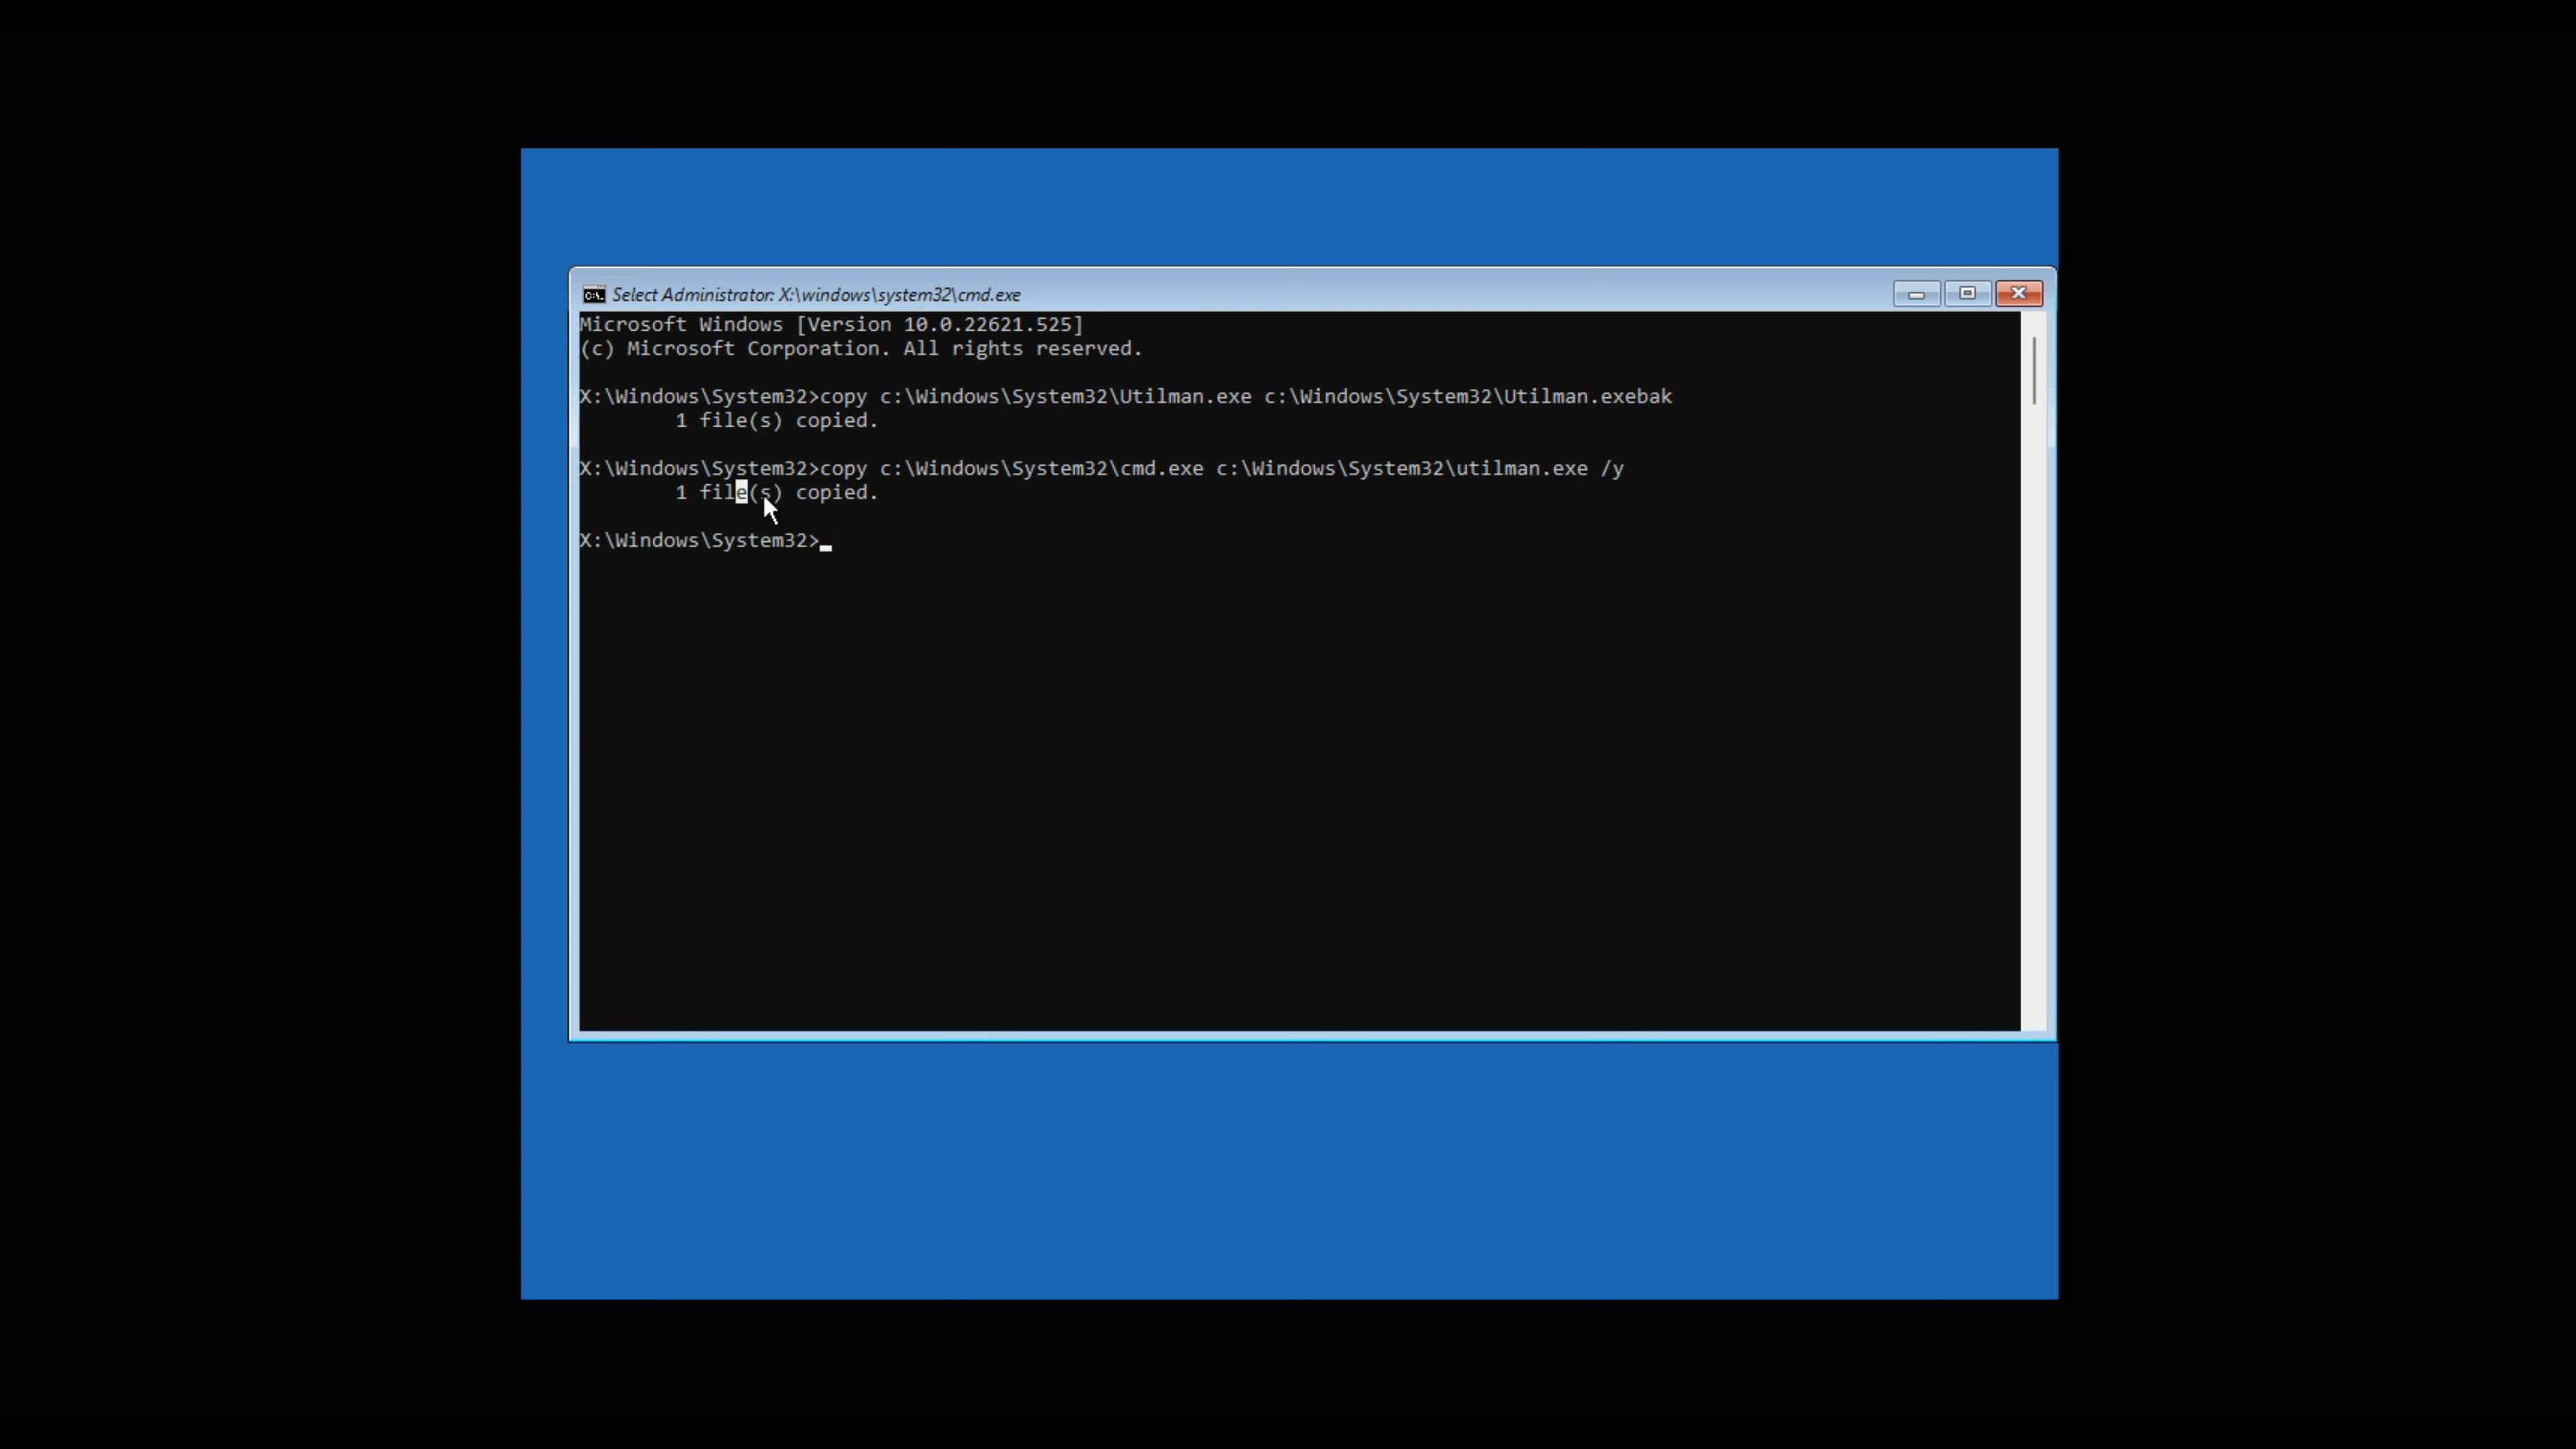 Select Administrator: X:\windows\system32\cmd.exe
Microsoft Windows [Version 10.0.22621.525]
(c) Microsoft Corporation. All rights reserved.
X:\Windows\System32>copy c:\Windows\System32\Utilman.exe c:\Windows\System32\Utilman.exebak
1 file(s) copied.
X:\Windows\System32>copy c:\Windows\System32\cmd.exe c:\Windows\System32\utilman.exe /y
1 file(s) copied.
X:\Windows\System32>